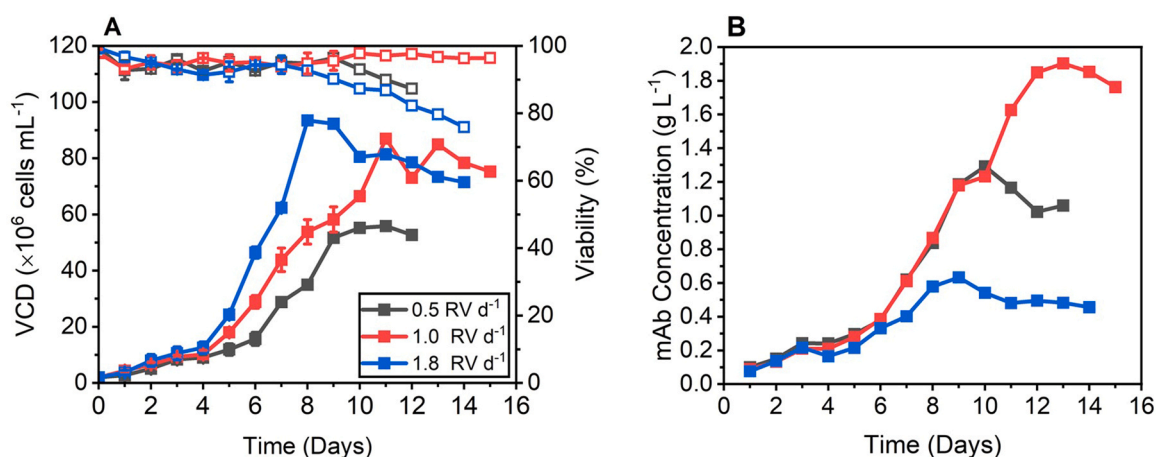 A
120
100
80
60
40
20
0
VCD (×10⁶ cells mL⁻¹)
100
80
60
40
20
0
Viability (%)
0.5 RV d⁻¹
1.0 RV d⁻¹
1.8 RV d⁻¹
0 2 4 6 8 10 12 14 16
Time (Days)
B
2.0
1.8
1.6
1.4
1.2
1.0
0.8
0.6
0.4
0.2
0.0
mAb Concentration (g L⁻¹)
0 2 4 6 8 10 12 14 16
Time (Days)